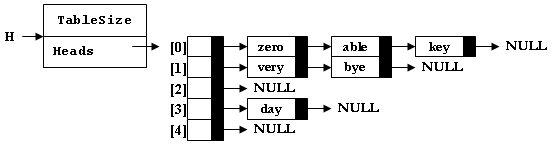 TableSize
H
Heads
[0] zero able key NULL
[1] very bye NULL
[2] NULL
[3] day NULL
[4] NULL